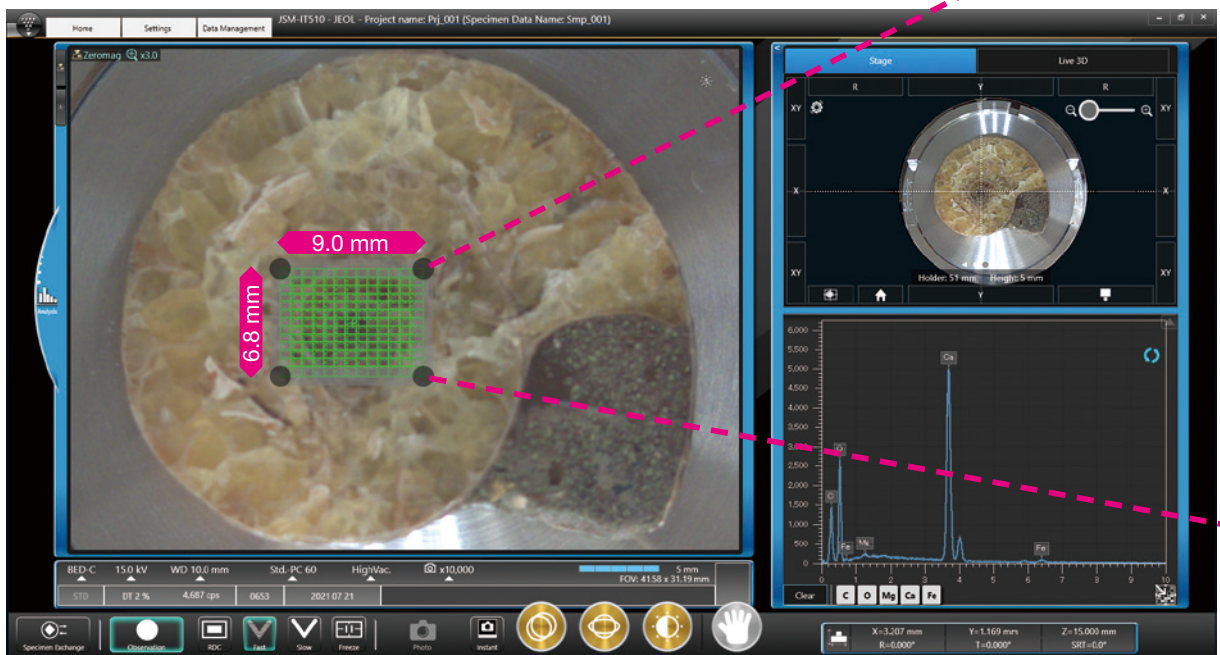 JSM-IT510 - JEOL - Project name: Prj_001 (Specimen Data Name: Smp_001)
Home Settings Data Management
Zeromag x3.0
9.0 mm
6.8 mm
Analysis
Stage Live 3D
R Y R
XY XY
X X
XY XY
Holder: 51 mm Height: 5 mm
Y
6,000
5,500
5,000
4,500
4,000
3,500
3,000
2,500
2,000
1,500
1,000
500
0
C O Fe Mg Ca Fe
0 1 2 3 4 5 6 7 8 9 10
Clear C O Mg Ca Fe
BED-C 15.0 kV WD 10.0 mm Std.-PC 60 HighVac. x10,000 5 mm
FOV: 41.58 x 31.19 mm
STD DT 2 % 4,687 cps 0653 2021 07 21
Specimen Exchange Observation RDC Fast Slow Freeze Photo Instant
X=3.207 mm Y=1.169 mm Z=15.000 mm
R=0.000° T=0.000° SRT=0.0°